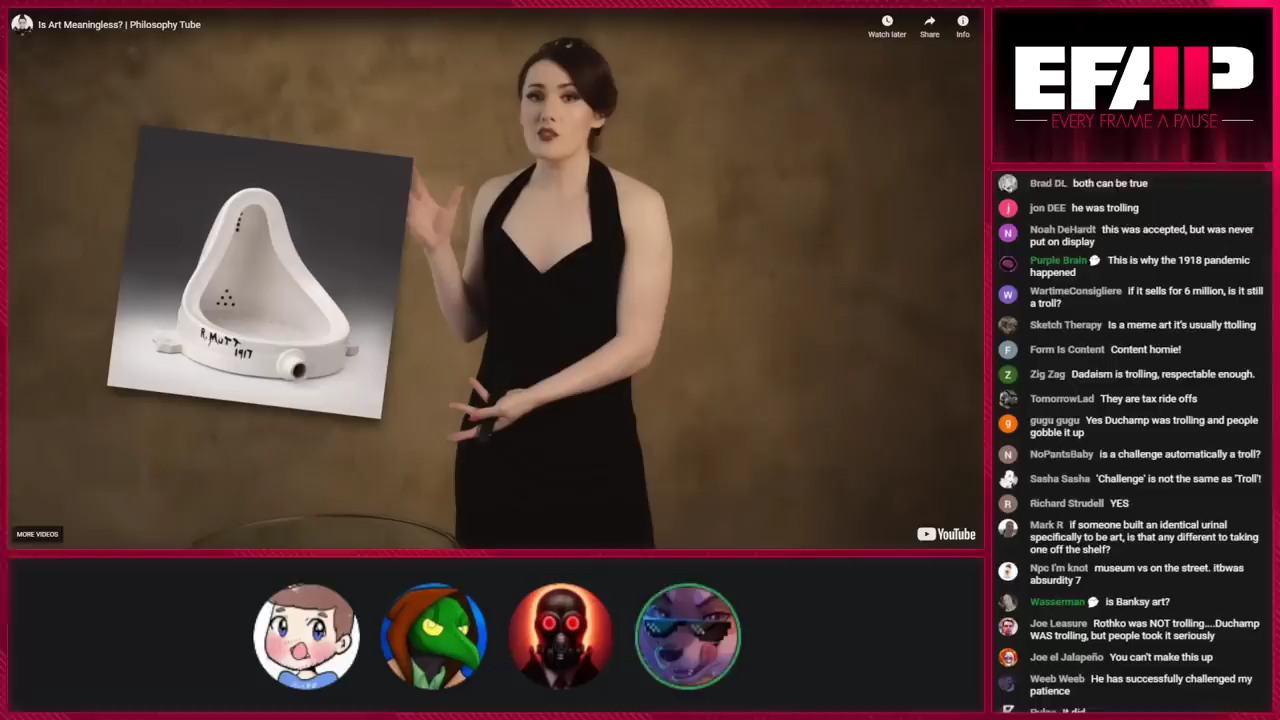 Is Art Meaningless? | Philosophy Tube
Watch later
Share
Info
R. MUTT
1917
MORE VIDEOS
YouTube
EFAP
EVERY FRAME A PAUSE
Brad DL both can be true
jon DEE he was trolling
Noah DeHardt this was accepted, but was never
put on display
Purple Brain This is why the 1918 pandemic
happened
WartimeConsigliere if it sells for 6 million, is it still
a troll?
Sketch Therapy Is a meme art it's usually ttolling
Form Is Content Content homie!
Zig Zag Dadaism is trolling, respectable enough.
TomorrowLad They are tax ride offs
gugu gugu Yes Duchamp was trolling and people
gobble it up
NoPantsBaby is a challenge automatically a troll?
Sasha Sasha 'Challenge' is not the same as 'Troll'!
Richard Strudell YES
Mark R if someone built an identical urinal
specifically to be art, is that any different to taking
one off the shelf?
Npc I'm knot museum vs on the street. itbwas
absurdity 7
Wasserman is Banksy art?
Joe Leasure Rothko was NOT trolling....Duchamp
WAS trolling, but people took it seriously
Joe el Jalapeño You can't make this up
Weeb Weeb He has successfully challenged my
patience
It did